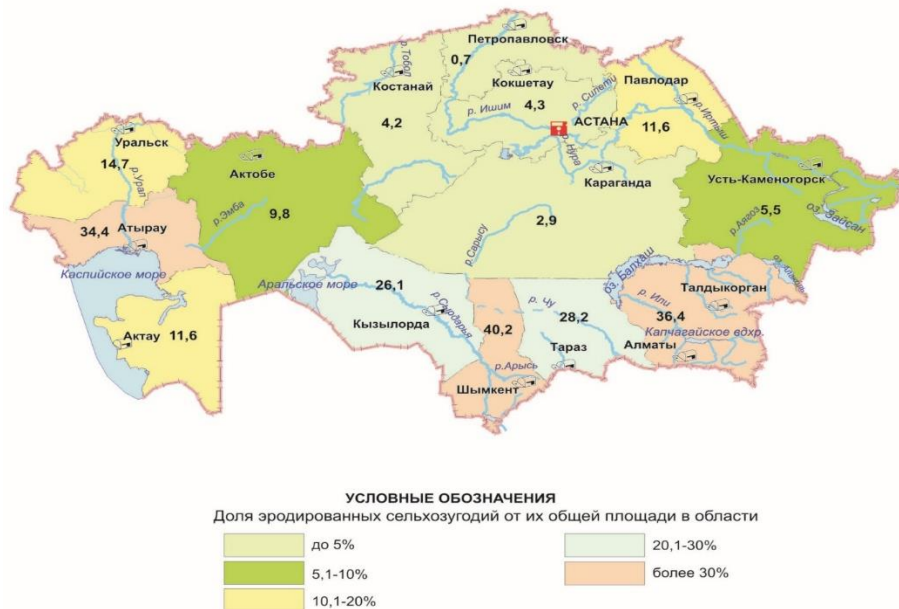 Петропавловск
р.Тобол
0,7
Костанай
Кокшетау
р. Силети
Павлодар
4,3
р. Ишим
АСТАНА
р.Иртыш
4,2
11,6
Уральск
р. Нура
14,7
р.Урал
Актобе
Караганда
Усть-Каменогорск
9,8
5,5
р.Эмба
оз. Зайсан
34,4
Атырау
2,9
р.Аягоз
р.Сарысу
Каспийское море
Аральское море
26,1
оз. Балхаш
Талдыкорган
р.Сырдарья
р. Чу
28,2
р. Или
36,4
Актау
11,6
Кызылорда
40,2
Капчагайское вдхр.
Тараз
Алматы
р.Арысь
Шымкент
УСЛОВНЫЕ ОБОЗНАЧЕНИЯ
Доля эродированных сельхозугодий от их общей площади в области
до 5%
20,1-30%
5,1-10%
более 30%
10,1-20%